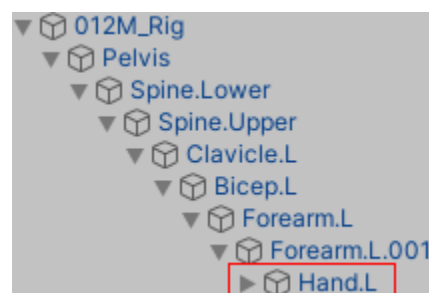 012M_Rig
Pelvis
Spine.Lower
Spine.Upper
Clavicle.L
Bicep.L
Forearm.L
Forearm.L.001
Hand.L